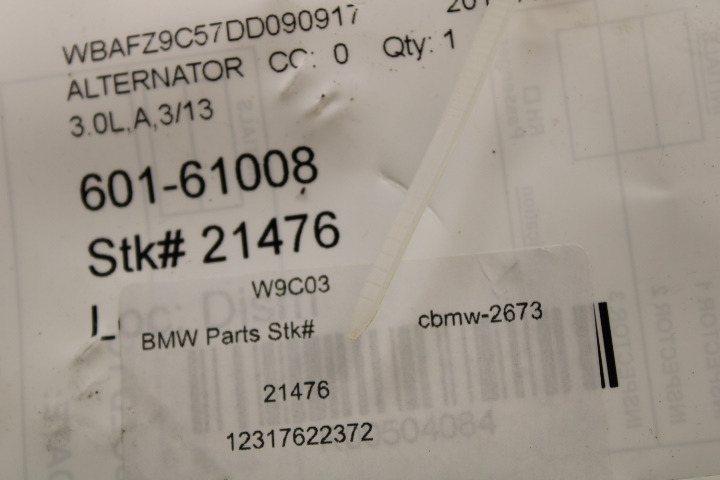 WBAFZ9C57DD090917
ALTERNATOR CC: 0 Qty: 1
3.0L,A,3/13
601-61008
Stk# 21476
W9C03
BMW Parts Stk# cbmw-2673
21476
12317622372